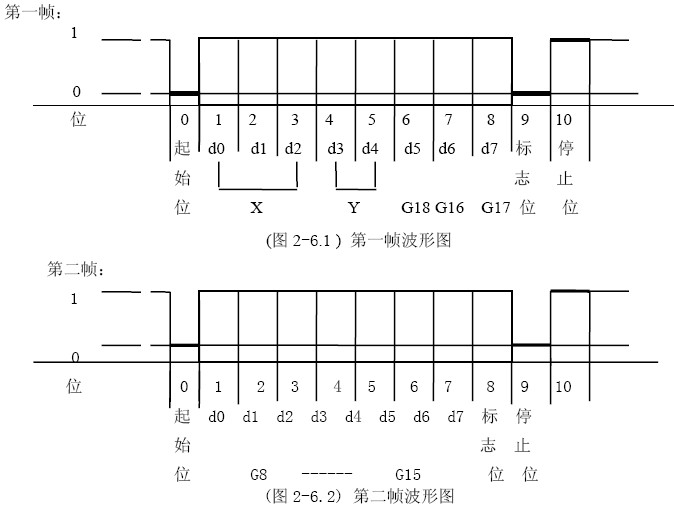 第一帧:
1
0
位 0 1 2 3 4 5 6 7 8 9 10
起始位 d0 d1 d2 d3 d4 d5 d6 d7 标志位 停止位
X Y G18 G16 G17
(图 2-6.1 ) 第一帧波形图
第二帧:
1
0
位 0 1 2 3 4 5 6 7 8 9 10
起始位 d0 d1 d2 d3 d4 d5 d6 d7 标志位 停止位
G8 ------ G15
(图 2-6.2) 第二帧波形图